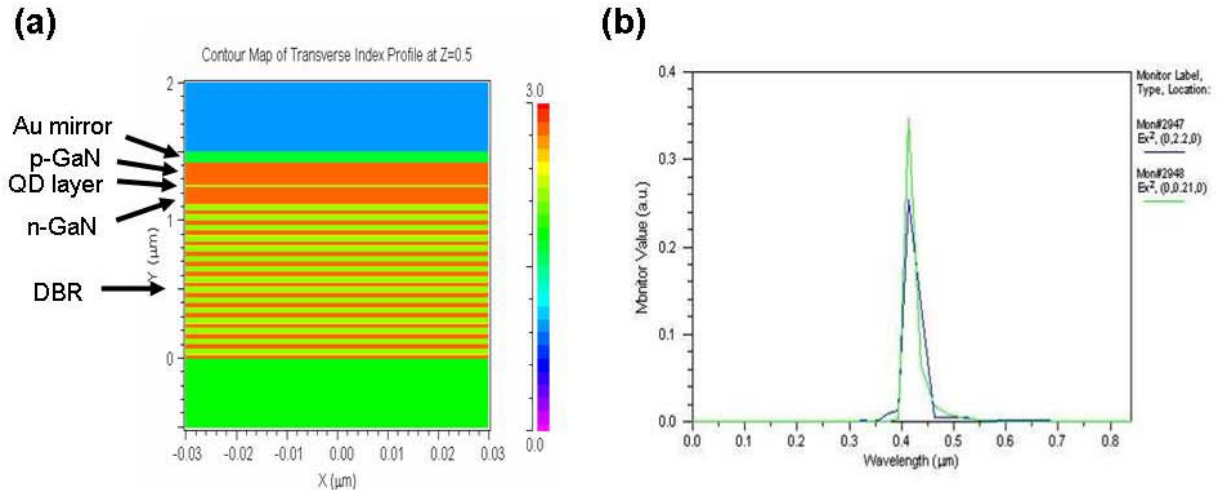 (a)
Contour Map of Transverse Index Profile at Z=0.5
2
1
0
Y (μm)
Au mirror
p-GaN
QD layer
n-GaN
DBR
-0.03 -0.02 -0.01 0.00 0.01 0.02 0.03
X (μm)
3.0
0.0
(b)
0.4
0.3
0.2
0.1
0.0
Monitor Value (a.u.)
0.0 0.1 0.2 0.3 0.4 0.5 0.6 0.7 0.8
Wavelength (μm)
Monitor Label,
Type, Location:
Mon#2947
Ex², (0,2.2,0)
Mon#2948
Ex², (0,0.21,0)